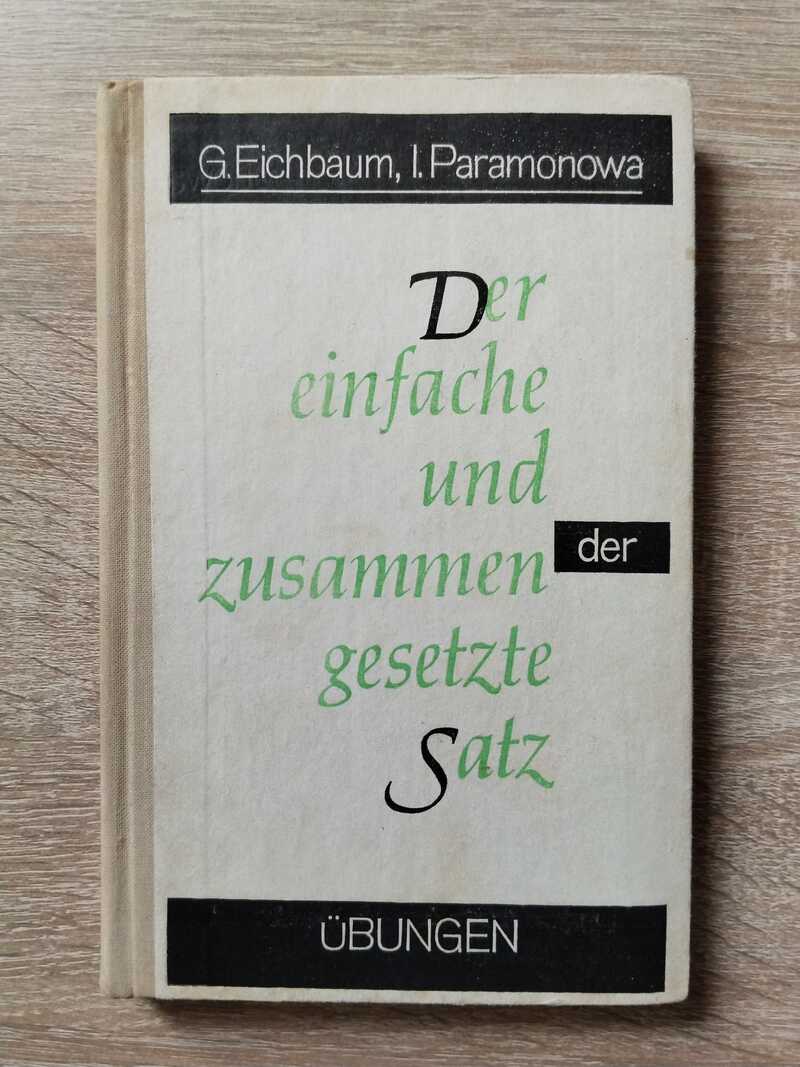 G. Eichbaum, I. Paramonowa
Der
einfache
und
der
zusammen
gesetzte
Satz
ÜBUNGEN